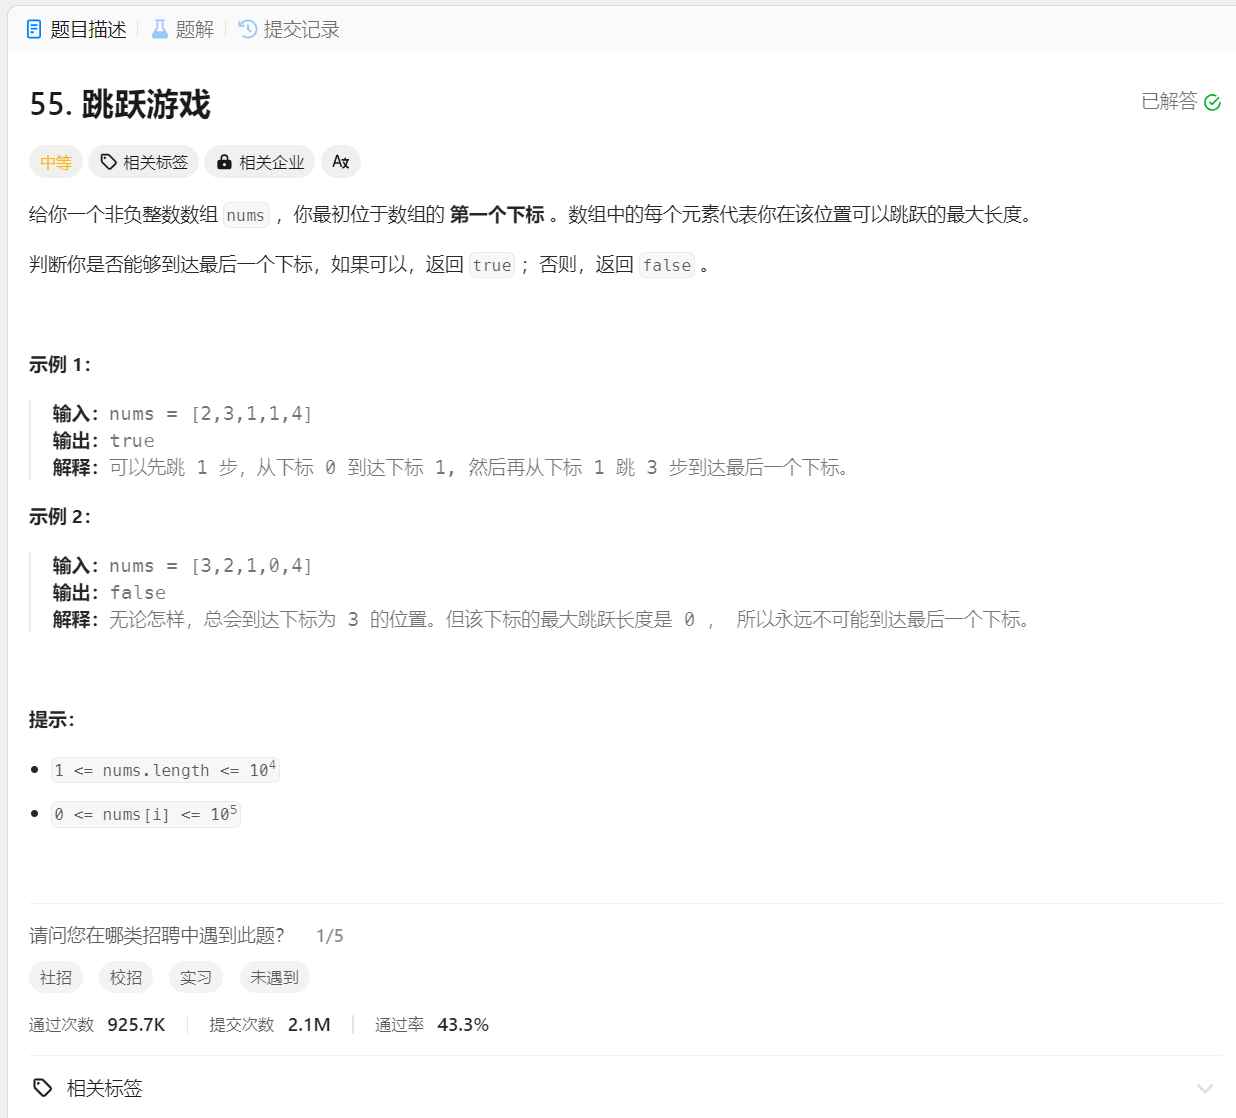 题目描述 题解 提交记录
55. 跳跃游戏
已解答
中等 相关标签 相关企业
给你一个非负整数数组 nums ，你最初位于数组的 第一个下标 。数组中的每个元素代表你在该位置可以跳跃的最大长度。
判断你是否能够到达最后一个下标，如果可以，返回 true ；否则，返回 false 。
示例 1：
输入：nums = [2,3,1,1,4]
输出：true
解释：可以先跳 1 步，从下标 0 到达下标 1, 然后再从下标 1 跳 3 步到达最后一个下标。
示例 2：
输入：nums = [3,2,1,0,4]
输出：false
解释：无论怎样，总会到达下标为 3 的位置。但该下标的最大跳跃长度是 0 ， 所以永远不可能到达最后一个下标。
提示：
1 <= nums.length <= 10⁴
0 <= nums[i] <= 10⁵
请问您在哪类招聘中遇到此题？ 1/5
社招 校招 实习 未遇到
通过次数 925.7K 提交次数 2.1M 通过率 43.3%
相关标签